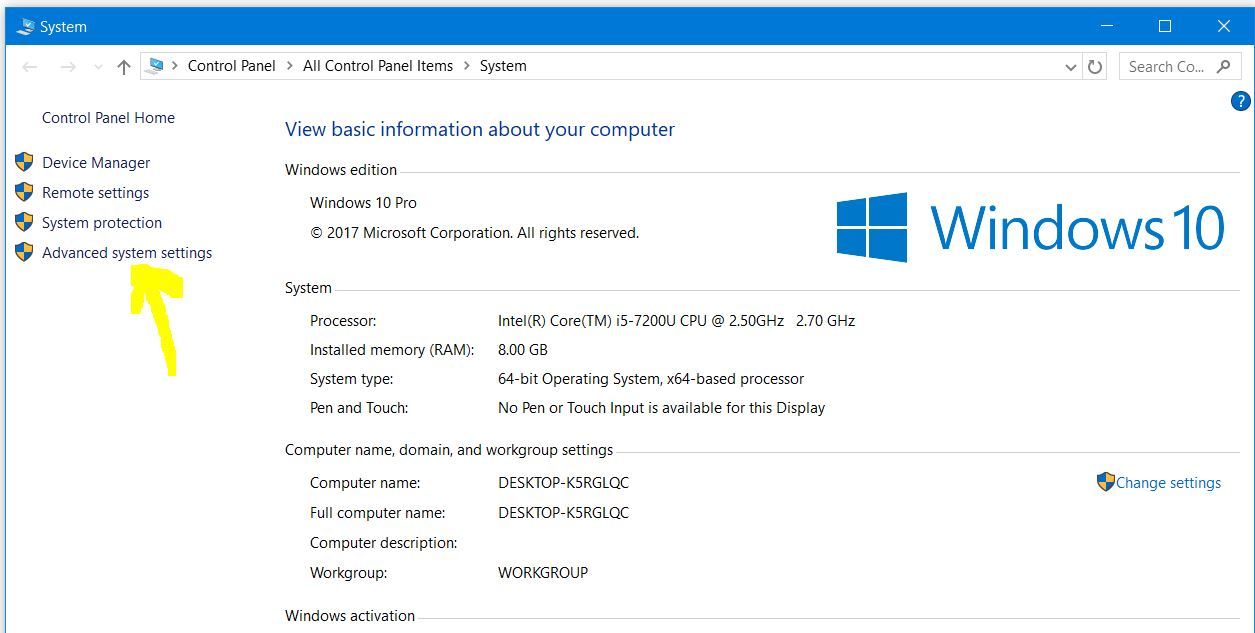 System
Control Panel > All Control Panel Items > System
Search Co...
?
Control Panel Home
Device Manager
Remote settings
System protection
Advanced system settings
View basic information about your computer
Windows edition
Windows 10 Pro
© 2017 Microsoft Corporation. All rights reserved.
Windows 10
System
Processor: Intel(R) Core(TM) i5-7200U CPU @ 2.50GHz 2.70 GHz
Installed memory (RAM): 8.00 GB
System type: 64-bit Operating System, x64-based processor
Pen and Touch: No Pen or Touch Input is available for this Display
Computer name, domain, and workgroup settings
Computer name: DESKTOP-K5RGLQC
Change settings
Full computer name: DESKTOP-K5RGLQC
Computer description:
Workgroup: WORKGROUP
Windows activation